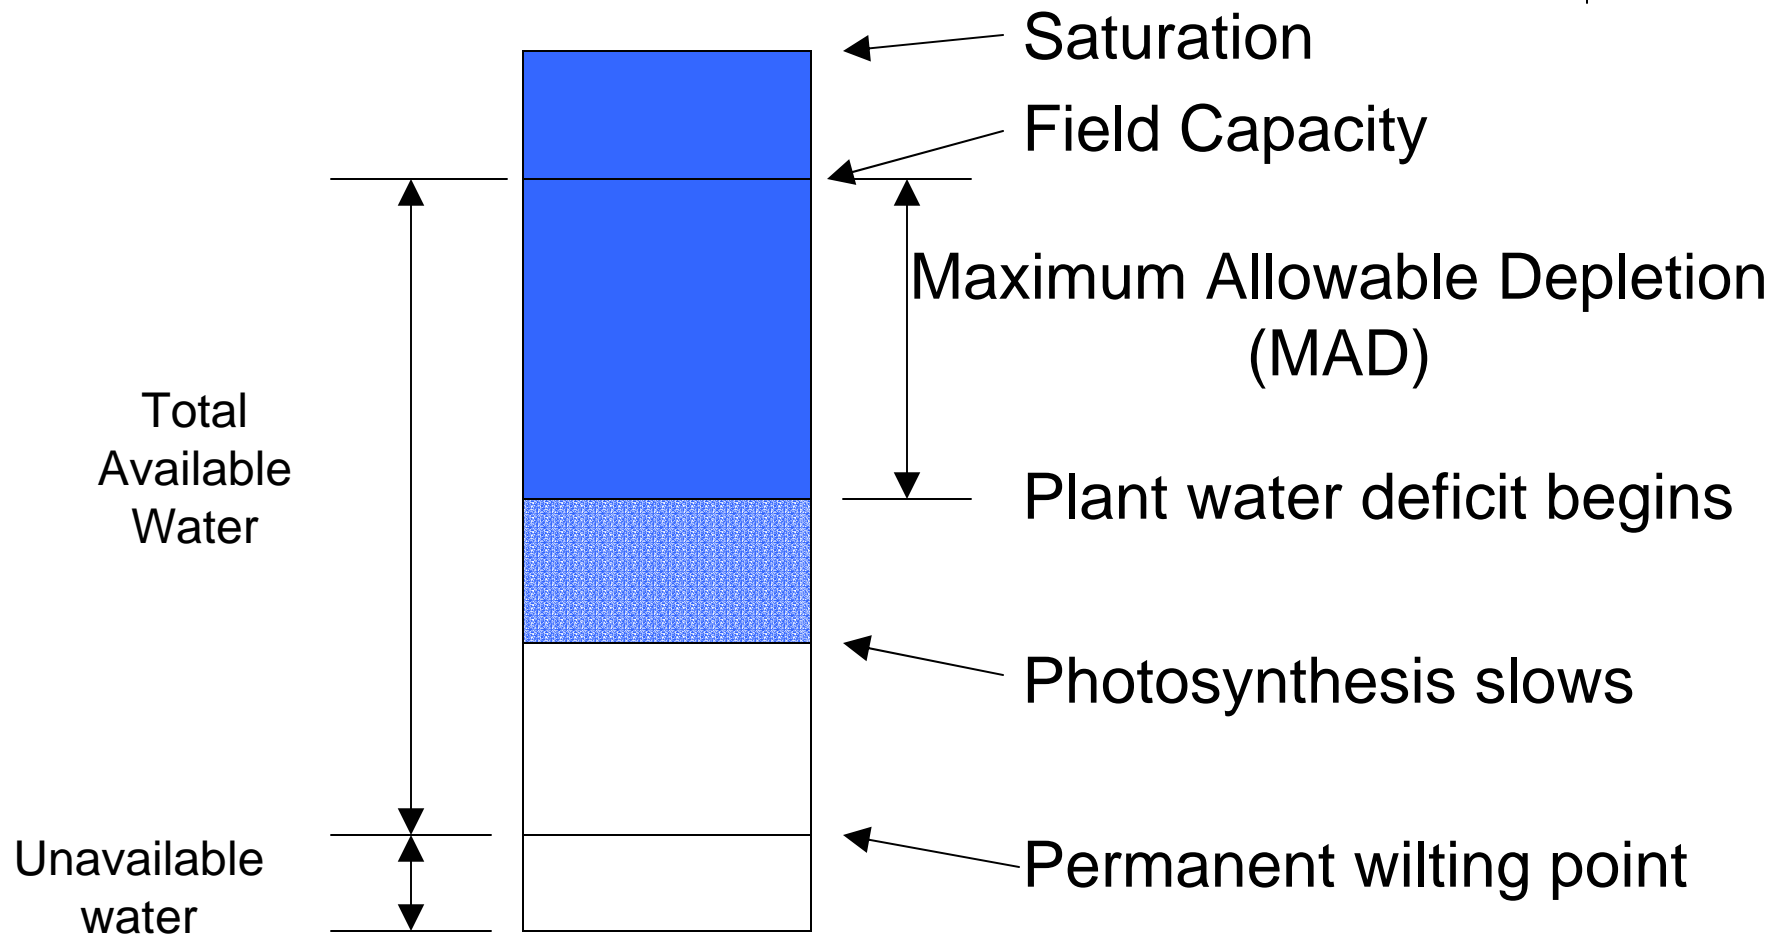 Saturation
Field Capacity
Maximum Allowable Depletion
(MAD)
Total
Available
Water
Plant water deficit begins
Photosynthesis slows
Unavailable
water
Permanent wilting point